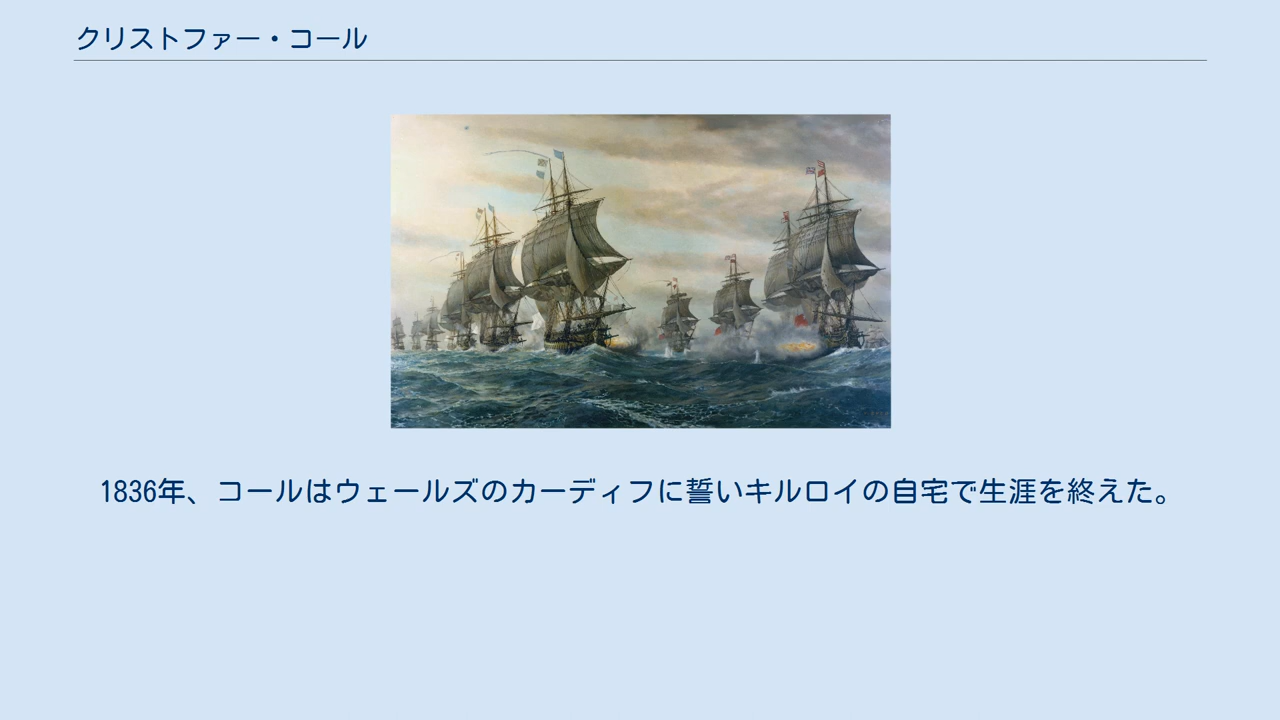 クリストファー・コール
1836年、コールはウェールズのカーディフに誓いキルロイの自宅で生涯を終えた。